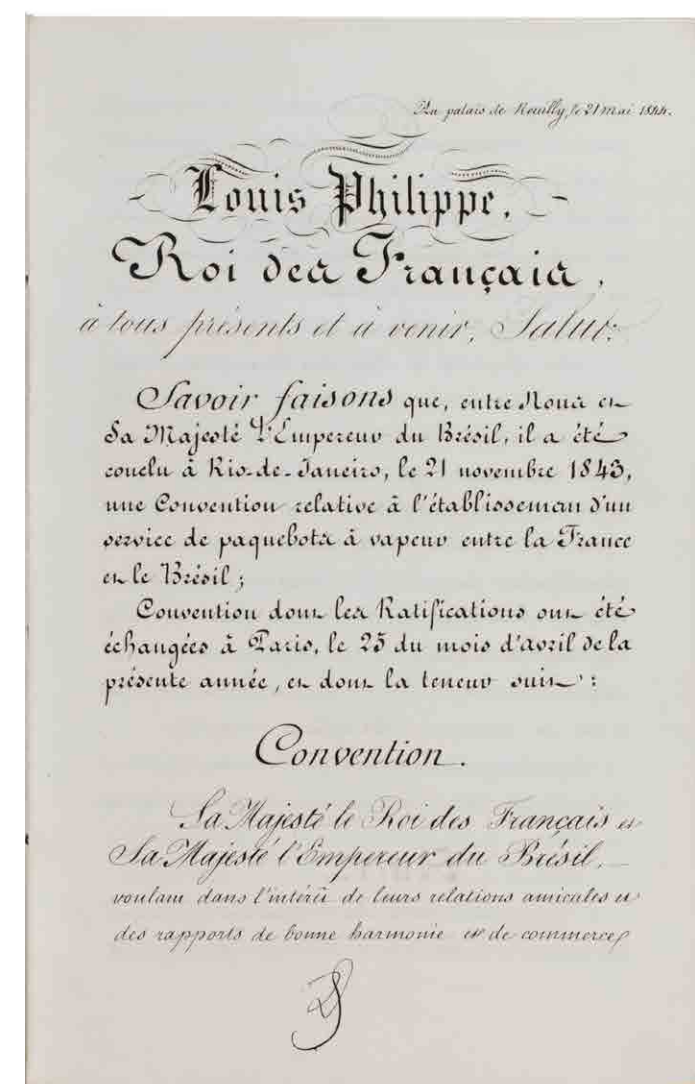 Au palais de Neuilly, le 21 mai 1844.
Louis Philippe,
Roi des Français,
à tous présents et à venir, Salut:
Savoir faisons que, entre Nous et
Sa Majesté L'Empereur du Brésil, il a été
conclu à Rio-de-Janeiro, le 21 novembre 1843,
une Convention relative à l'établissement d'un
service de paquebots à vapeur entre la France
et le Brésil;
Convention dont les Ratifications ont été
échangées à Paris, le 25 du mois d'avril de la
présente année, et dont la teneur suit:
Convention.
Sa Majesté le Roi des Français et
Sa Majesté l'Empereur du Brésil,
voulant dans l'intérêt de leurs relations amicales et
des rapports de bonne harmonie et de commerce